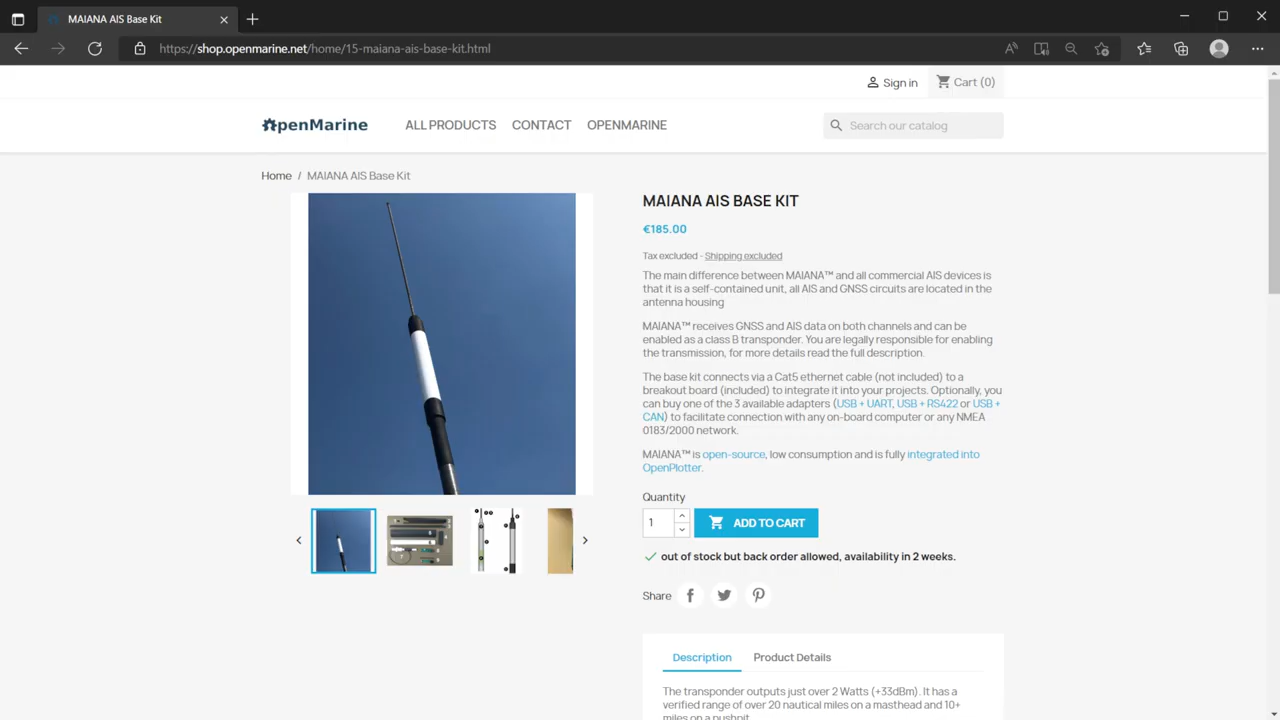 MAIANA AIS Base Kit
https://shop.openmarine.net/home/15-maiana-ais-base-kit.html
Sign in
Cart (0)
OpenMarine
ALL PRODUCTS
CONTACT
OPENMARINE
Search our catalog
Home / MAIANA AIS Base Kit
MAIANA AIS BASE KIT
€185.00
Tax excluded - Shipping excluded
The main difference between MAIANA™ and all commercial AIS devices is
that it is a self-contained unit, all AIS and GNSS circuits are located in the
antenna housing
MAIANA™ receives GNSS and AIS data on both channels and can be
enabled as a class B transponder. You are legally responsible for enabling
the transmission, for more details read the full description.
The base kit connects via a Cat5 ethernet cable (not included) to a
breakout board (included) to integrate it into your projects. Optionally, you
can buy one of the 3 available adapters (USB + UART, USB + RS422 or USB +
CAN) to facilitate connection with any on-board computer or any NMEA
0183/2000 network.
MAIANA™ is open-source, low consumption and is fully integrated into
OpenPlotter.
Quantity
1
ADD TO CART
out of stock but back order allowed, availability in 2 weeks.
Share
Description
Product Details
The transponder outputs just over 2 Watts (+33dBm). It has a
verified range of over 20 nautical miles on a masthead and 10+
miles on a pushpit.